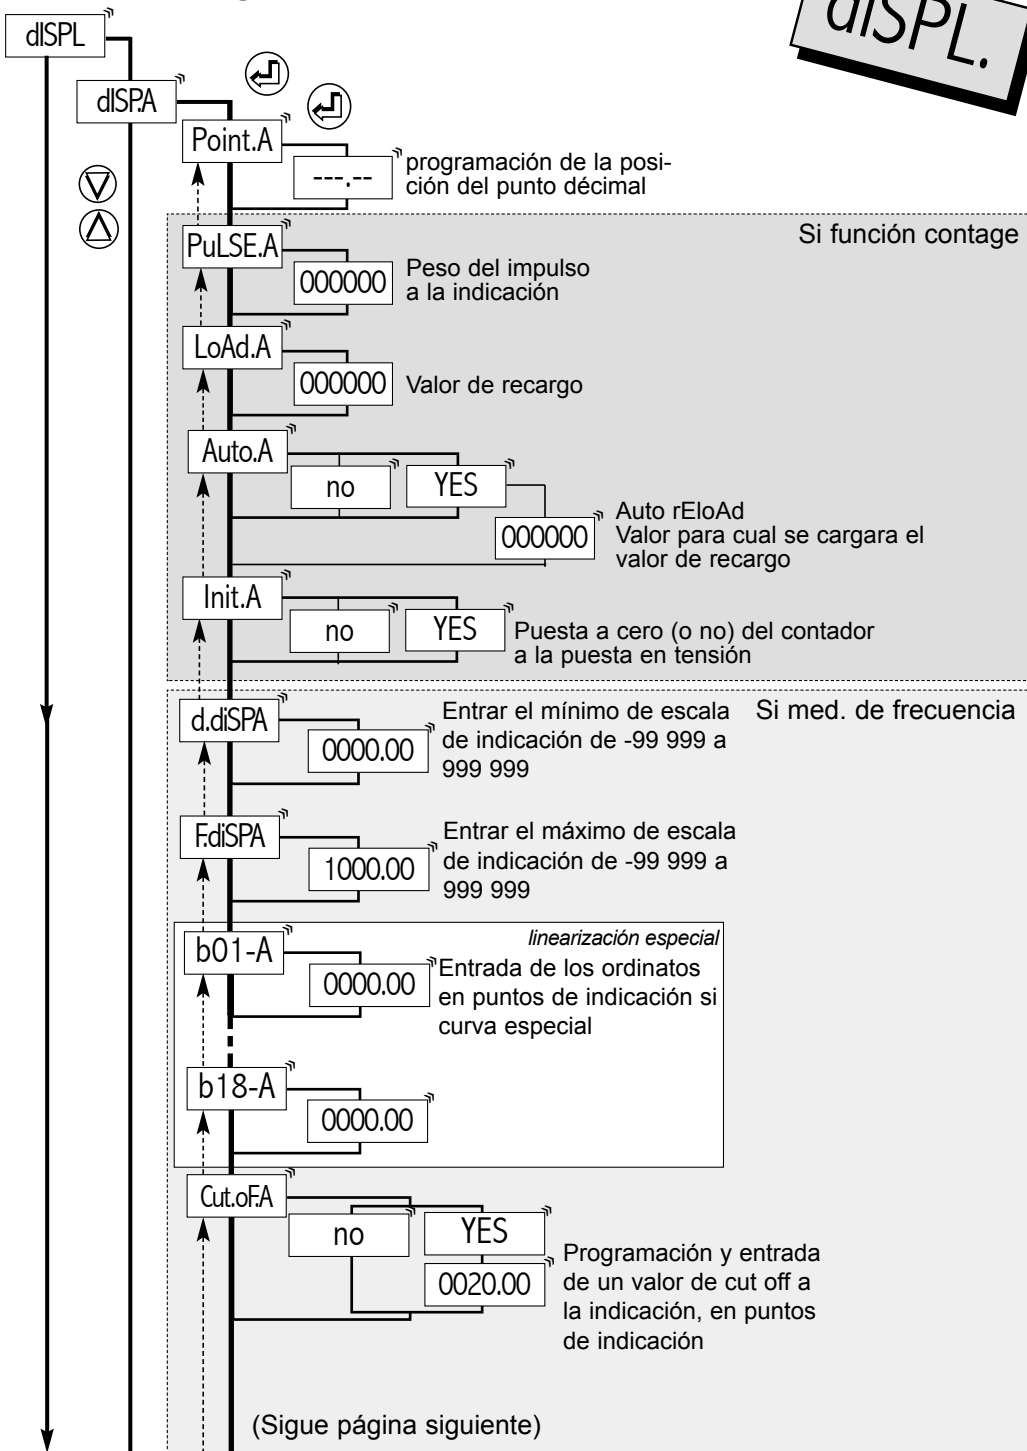 dISPL.
dISPL
dISP.A
Point.A
---.--
programación de la posi-
ción del punto décimal
Si función contage
PuLSE.A
000000
Peso del impulso
a la indicación
LoAd.A
000000
Valor de recargo
Auto.A
no
YES
000000
Auto rEloAd
Valor para cual se cargara el
valor de recargo
Init.A
no
YES
Puesta a cero (o no) del contador
a la puesta en tensión
Si med. de frecuencia
d.diSPA
0000.00
Entrar el mínimo de escala
de indicación de -99 999 a
999 999
F.diSPA
1000.00
Entrar el máximo de escala
de indicación de -99 999 a
999 999
linearización especial
b01-A
0000.00
Entrada de los ordinatos
en puntos de indicación si
curva especial
b18-A
0000.00
Cut.oF.A
no
YES
0020.00
Programación y entrada
de un valor de cut off a
la indicación, en puntos
de indicación
(Sigue página siguiente)